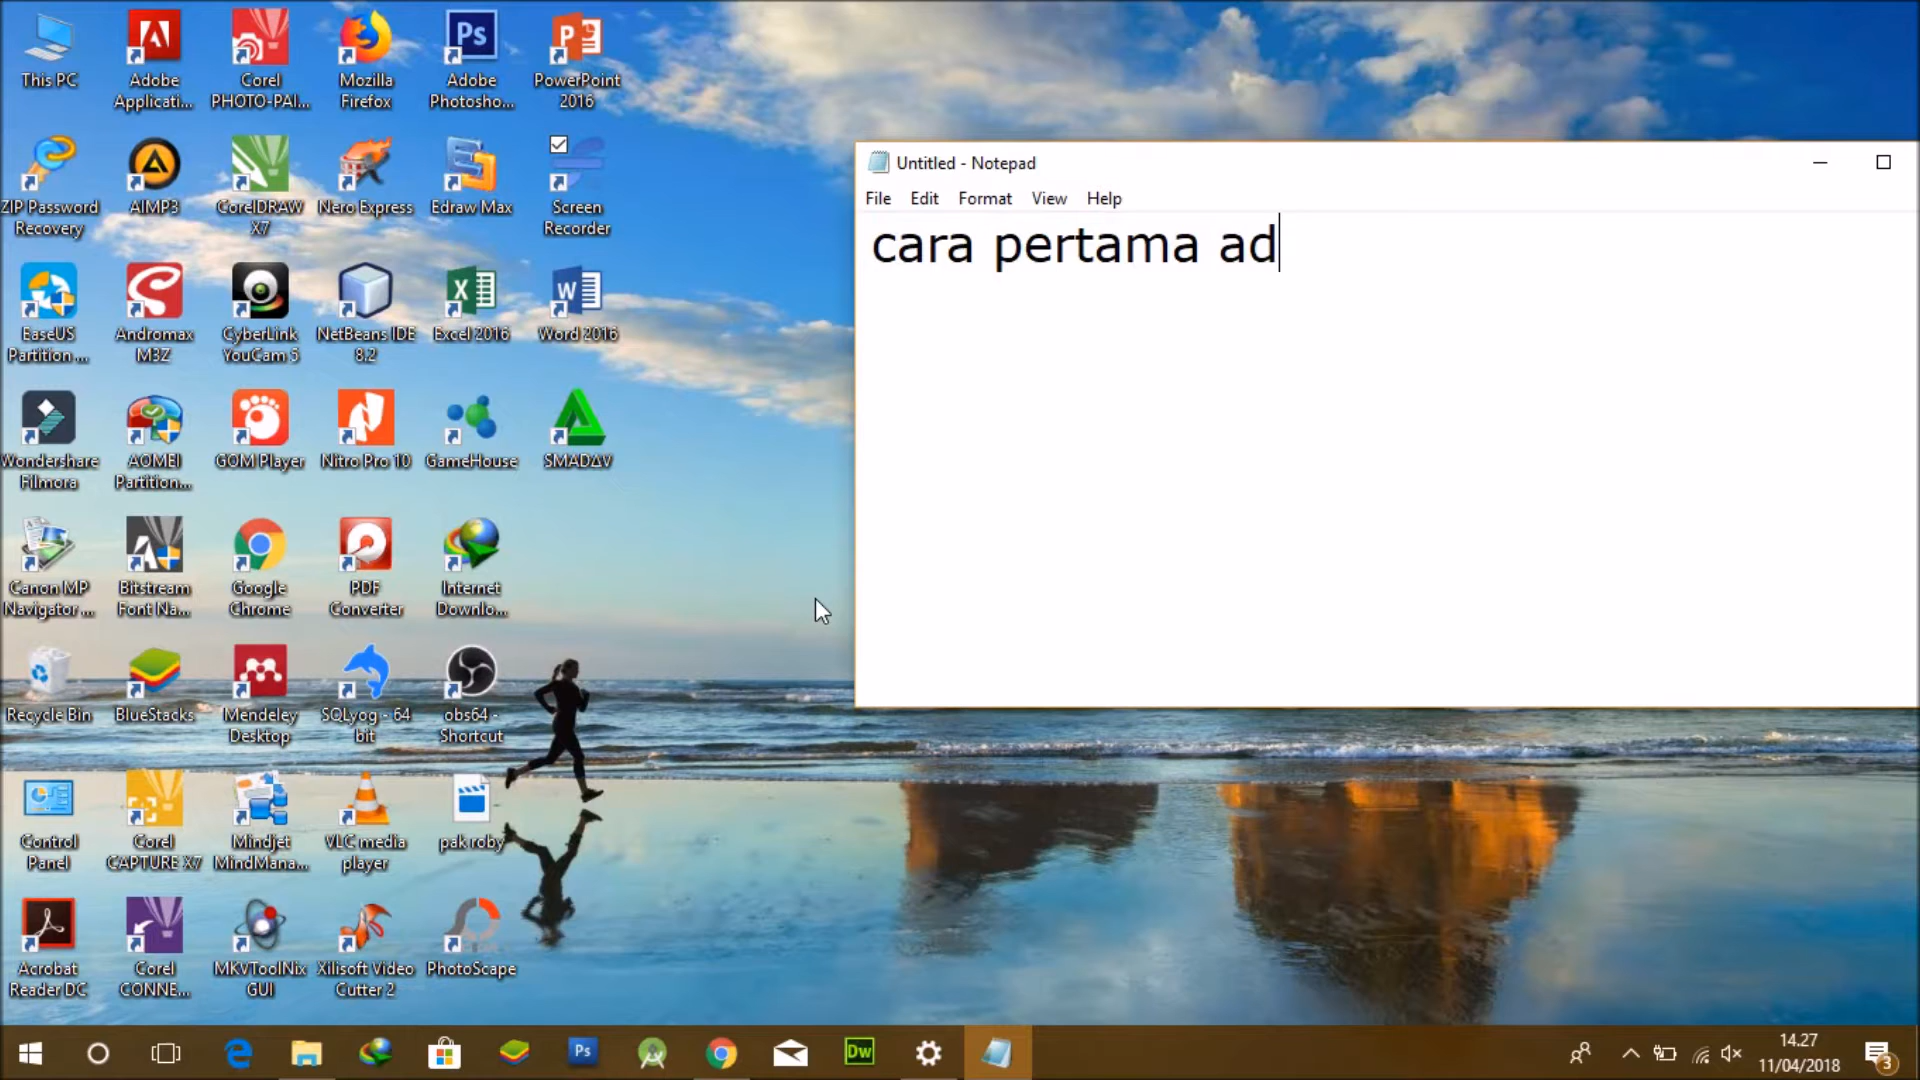 This PC
Adobe Applicati...
Corel PHOTO-PAI...
Mozilla Firefox
Adobe Photosho...
PowerPoint 2016
ZIP Password Recovery
AIMP3
CorelDRAW X7
Nero Express
Edraw Max
Screen Recorder
EaseUS Partition ...
Andromax M3Z
CyberLink YouCam 5
NetBeans IDE 8.2
Excel 2016
Word 2016
Wondershare Filmora
AOMEI Partition...
GOM Player
Nitro Pro 10
GameHouse
SMADΔV
Canon MP Navigator ...
Bitstream Font Na...
Google Chrome
PDF Converter
Internet Downlo...
Recycle Bin
BlueStacks
Mendeley Desktop
SQLyog - 64 bit
obs64 - Shortcut
Control Panel
Corel CAPTURE X7
Mindjet MindMana...
VLC media player
pak roby
Acrobat Reader DC
Corel CONNE...
MKVToolNix GUI
Xilisoft Video Cutter 2
PhotoScape
Untitled - Notepad
File Edit Format View Help
cara pertama ad
Ps
Dw
14.27
11/04/2018
3